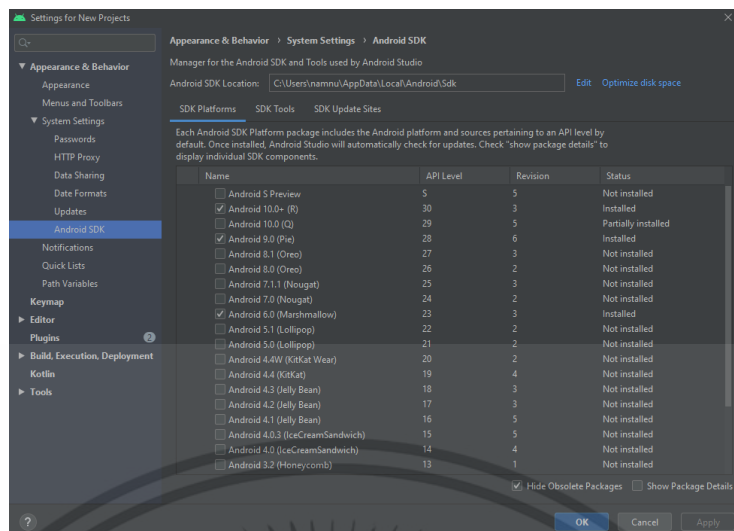 Settings for New Projects
Appearance & Behavior
Appearance
Menus and Toolbars
System Settings
Passwords
HTTP Proxy
Data Sharing
Date Formats
Updates
Android SDK
Notifications
Quick Lists
Path Variables
Keymap
Editor
Plugins 2
Build, Execution, Deployment
Kotlin
Tools
Appearance & Behavior › System Settings › Android SDK
Manager for the Android SDK and Tools used by Android Studio
Android SDK Location: C:\Users\namnu\AppData\Local\Android\Sdk Edit Optimize disk space
SDK Platforms SDK Tools SDK Update Sites
Each Android SDK Platform package includes the Android platform and sources pertaining to an API level by
default. Once installed, Android Studio will automatically check for updates. Check "show package details" to
display individual SDK components.
Name API Level Revision Status
Android S Preview S 5 Not installed
Android 10.0+ (R) 30 3 Installed
Android 10.0 (Q) 29 5 Partially installed
Android 9.0 (Pie) 28 6 Installed
Android 8.1 (Oreo) 27 3 Not installed
Android 8.0 (Oreo) 26 2 Not installed
Android 7.1.1 (Nougat) 25 3 Not installed
Android 7.0 (Nougat) 24 2 Not installed
Android 6.0 (Marshmallow) 23 3 Installed
Android 5.1 (Lollipop) 22 2 Not installed
Android 5.0 (Lollipop) 21 2 Not installed
Android 4.4W (KitKat Wear) 20 2 Not installed
Android 4.4 (KitKat) 19 4 Not installed
Android 4.3 (Jelly Bean) 18 3 Not installed
Android 4.2 (Jelly Bean) 17 3 Not installed
Android 4.1 (Jelly Bean) 16 5 Not installed
Android 4.0.3 (IceCreamSandwich) 15 5 Not installed
Android 4.0 (IceCreamSandwich) 14 4 Not installed
Android 3.2 (Honeycomb) 13 1 Not installed
Hide Obsolete Packages Show Package Details
? OK Cancel Apply